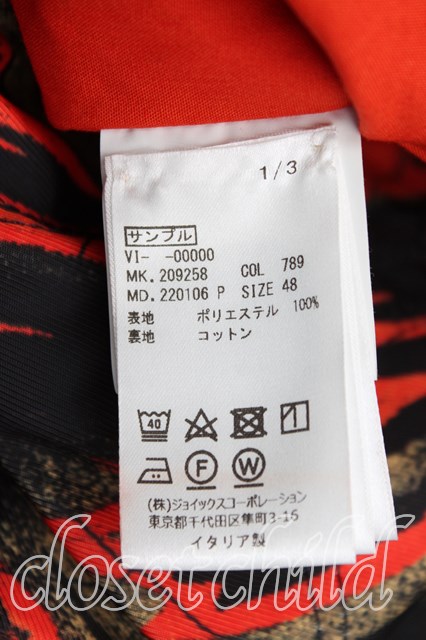 1/3
サンプル
VI- -00000
MK. 209258 COL 789
MD. 220106 P SIZE 48
表地 ポリエステル 100%
裏地 コットン
40
F W
(株)ジョイックスコーポレーション
東京都千代田区隼町3-16
イタリア製
closet child